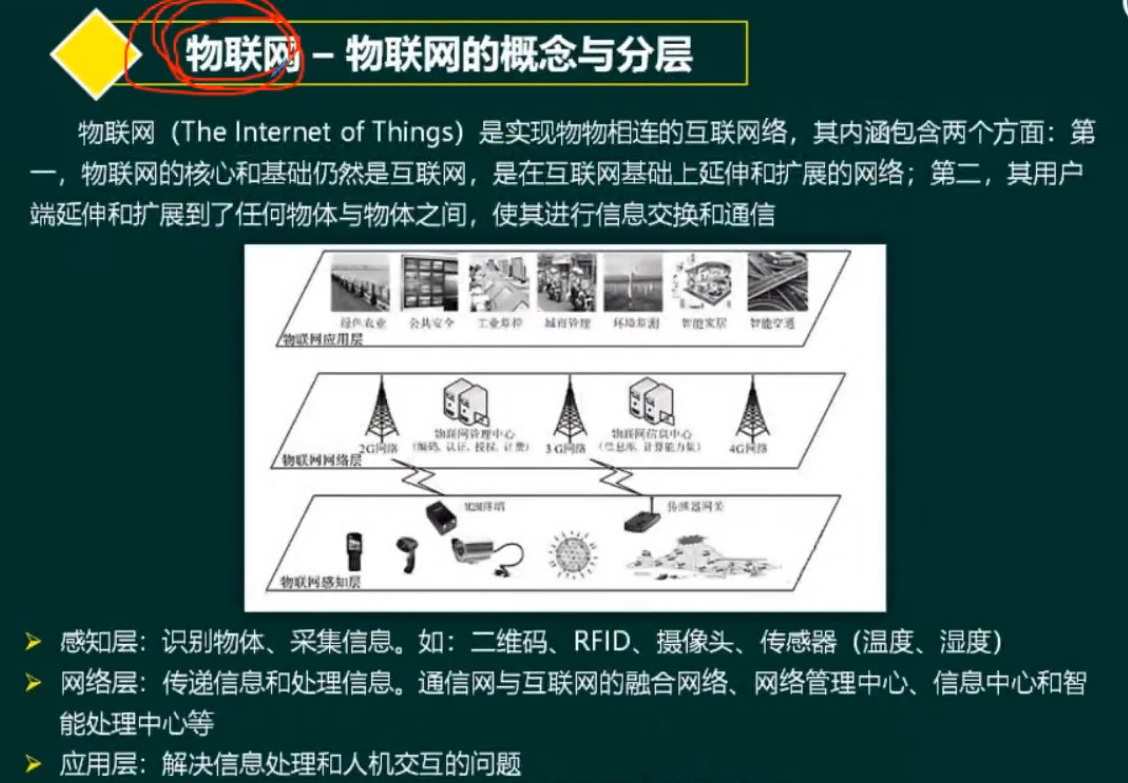 物联网 – 物联网的概念与分层
物联网（The Internet of Things）是实现物物相连的互联网络，其内涵包含两个方面：第
一，物联网的核心和基础仍然是互联网，是在互联网基础上延伸和扩展的网络；第二，其用户
端延伸和扩展到了任何物体与物体之间，使其进行信息交换和通信
绿色农业 公共安全 工业监控 城市管理 环境监测 智能家居 智能交通
物联网应用层
物联网管理中心 物联网信息中心
2G网络 （编码、认证、授权、计费） 3G网络 （信息库、计算能力集） 4G网络
物联网网络层
M2M终端 传感器网关
物联网感知层
感知层：识别物体、采集信息。如：二维码、RFID、摄像头、传感器（温度、湿度）
网络层：传递信息和处理信息。通信网与互联网的融合网络、网络管理中心、信息中心和智
能处理中心等
应用层：解决信息处理和人机交互的问题